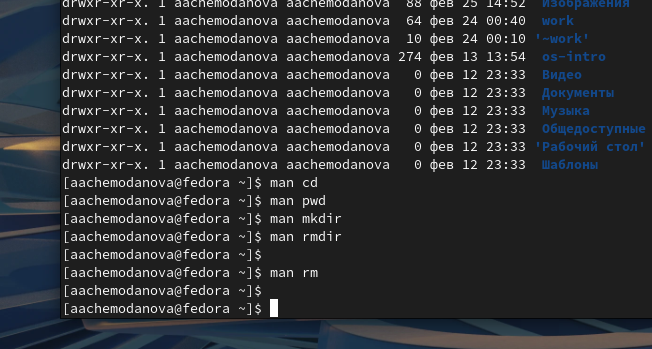 drwxr-xr-x. 1 aachemodanova aachemodanova  88 фев 25 14:52  Изображения
drwxr-xr-x. 1 aachemodanova aachemodanova  64 фев 24 00:40  work
drwxr-xr-x. 1 aachemodanova aachemodanova  10 фев 24 00:10 '~work'
drwxr-xr-x. 1 aachemodanova aachemodanova 274 фев 13 13:54  os-intro
drwxr-xr-x. 1 aachemodanova aachemodanova   0 фев 12 23:33  Видео
drwxr-xr-x. 1 aachemodanova aachemodanova   0 фев 12 23:33  Документы
drwxr-xr-x. 1 aachemodanova aachemodanova   0 фев 12 23:33  Музыка
drwxr-xr-x. 1 aachemodanova aachemodanova   0 фев 12 23:33  Общедоступные
drwxr-xr-x. 1 aachemodanova aachemodanova   0 фев 12 23:33 'Рабочий стол'
drwxr-xr-x. 1 aachemodanova aachemodanova   0 фев 12 23:33  Шаблоны
[aachemodanova@fedora ~]$ man cd
[aachemodanova@fedora ~]$ man pwd
[aachemodanova@fedora ~]$ man mkdir
[aachemodanova@fedora ~]$ man rmdir
[aachemodanova@fedora ~]$
[aachemodanova@fedora ~]$ man rm
[aachemodanova@fedora ~]$
[aachemodanova@fedora ~]$